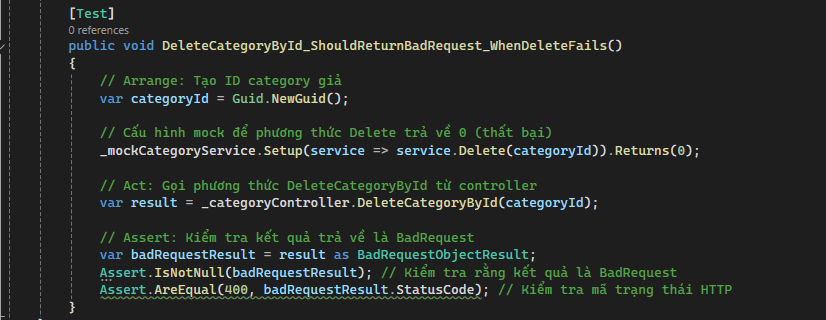 [Test]
0 references
public void DeleteCategoryById_ShouldReturnBadRequest_WhenDeleteFails()
{
// Arrange: Tạo ID category giả
var categoryId = Guid.NewGuid();
// Cấu hình mock để phương thức Delete trả về 0 (thất bại)
_mockCategoryService.Setup(service => service.Delete(categoryId)).Returns(0);
// Act: Gọi phương thức DeleteCategoryById từ controller
var result = _categoryController.DeleteCategoryById(categoryId);
// Assert: Kiểm tra kết quả trả về là BadRequest
var badRequestResult = result as BadRequestObjectResult;
Assert.IsNotNull(badRequestResult); // Kiểm tra rằng kết quả là BadRequest
Assert.AreEqual(400, badRequestResult.StatusCode); // Kiểm tra mã trạng thái HTTP
}